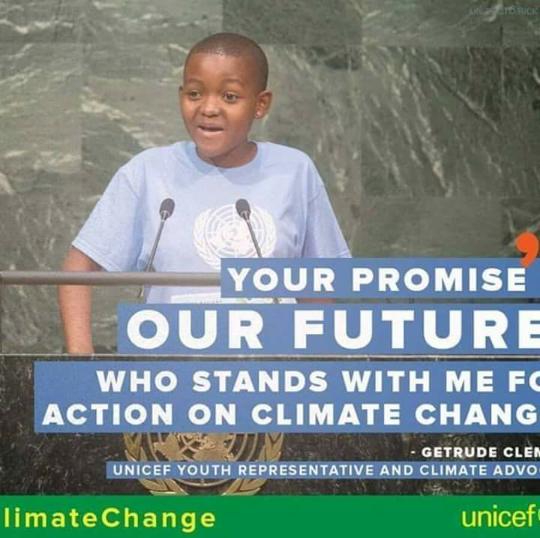 YOUR PROMISE
OUR FUTURE
WHO STANDS WITH ME FO
ACTION ON CLIMATE CHANG
- GETRUDE CLEM
UNICEF YOUTH REPRESENTATIVE AND CLIMATE ADVOC
limateChange
unicef